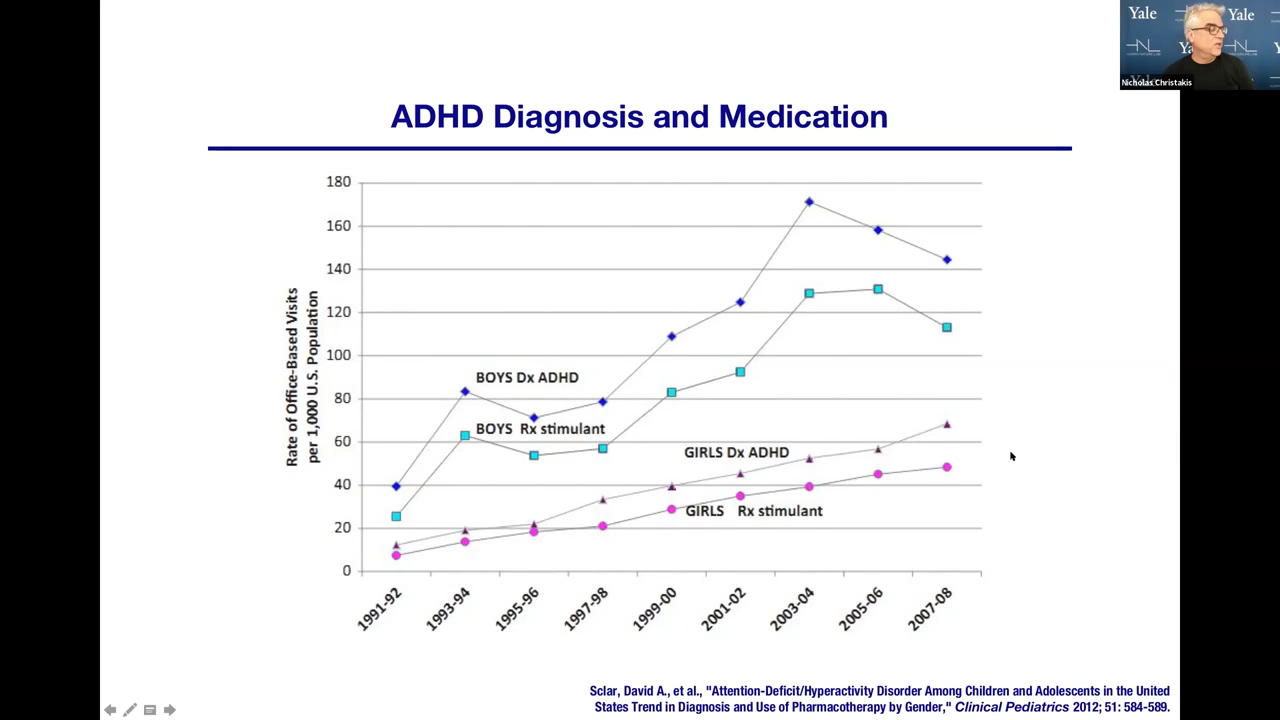 Yale
Yale
Nicholas Christakis
ADHD Diagnosis and Medication
Rate of Office-Based Visits
per 1,000 U.S. Population
180
160
140
120
100
80
60
40
20
0
BOYS Dx ADHD
BOYS Rx stimulant
GIRLS Dx ADHD
GIRLS Rx stimulant
1991-92
1993-94
1995-96
1997-98
1999-00
2001-02
2003-04
2005-06
2007-08
Sclar, David A., et al., "Attention-Deficit/Hyperactivity Disorder Among Children and Adolescents in the United
States Trend in Diagnosis and Use of Pharmacotherapy by Gender," Clinical Pediatrics 2012; 51: 584-589.